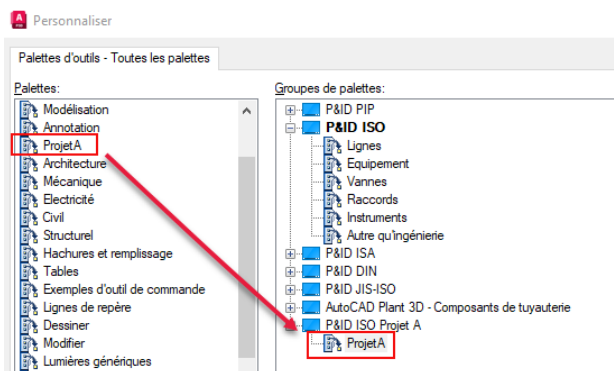 Personnaliser
Palettes d'outils - Toutes les palettes
Palettes:
Modélisation
Annotation
ProjetA
Architecture
Mécanique
Electricité
Civil
Structurel
Hachures et remplissage
Tables
Exemples d'outil de commande
Lignes de repère
Dessiner
Modifier
Lumières génériques
Groupes de palettes:
P&ID PIP
P&ID ISO
Lignes
Equipement
Vannes
Raccords
Instruments
Autre qu'ingénierie
P&ID ISA
P&ID DIN
P&ID JIS-ISO
AutoCAD Plant 3D - Composants de tuyauterie
P&ID ISO Projet A
ProjetA